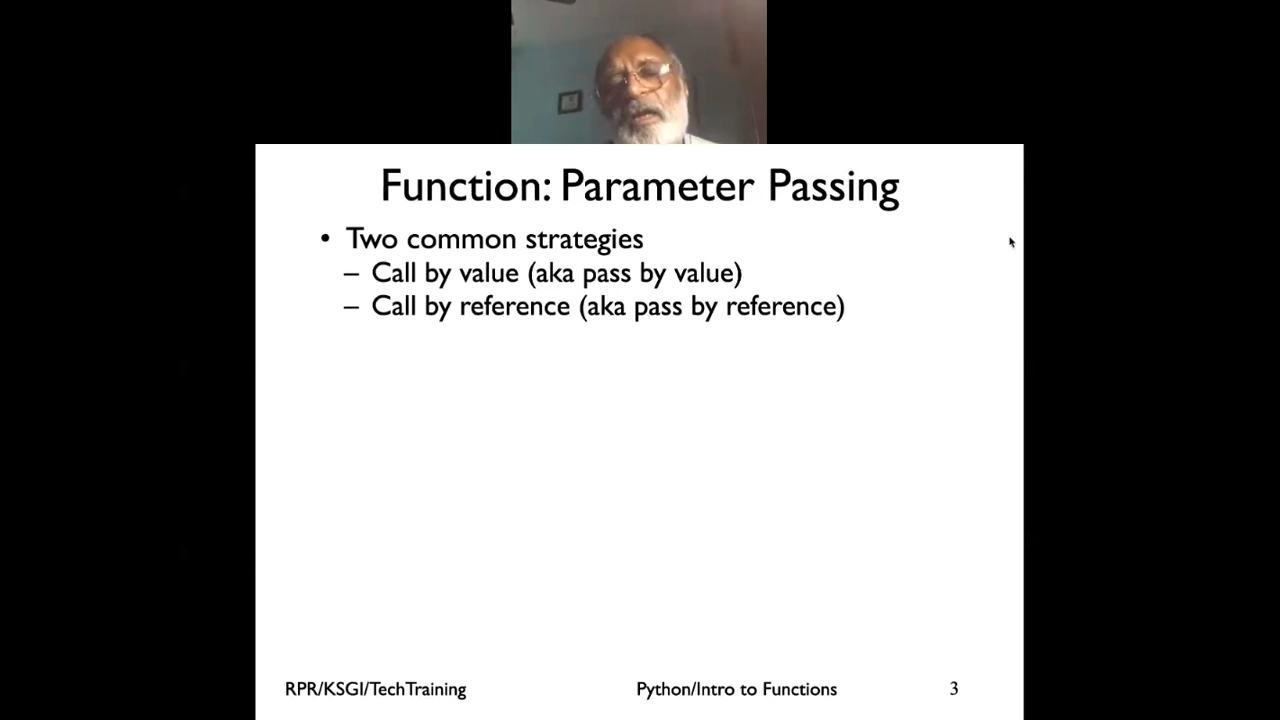 Function: Parameter Passing
• Two common strategies
– Call by value (aka pass by value)
– Call by reference (aka pass by reference)
RPR/KSGI/TechTraining Python/Intro to Functions 3